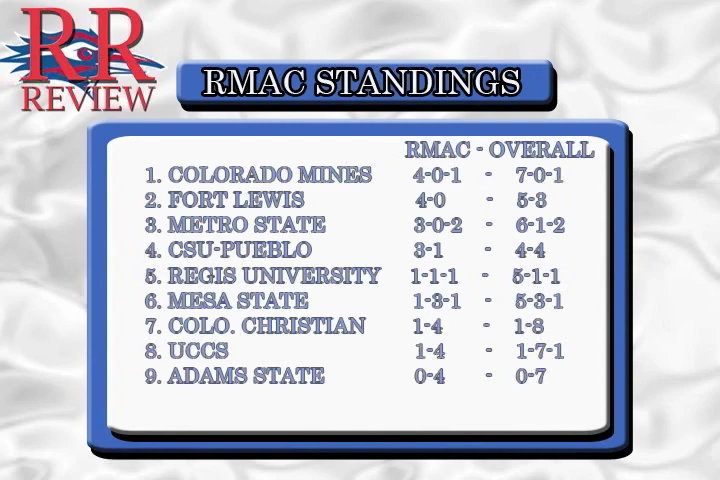 RR
REVIEW
RMAC STANDINGS
RMAC - OVERALL
1. COLORADO MINES 4-0-1 - 7-0-1
2. FORT LEWIS 4-0 - 5-3
3. METRO STATE 3-0-2 - 6-1-2
4. CSU-PUEBLO 3-1 - 4-4
5. REGIS UNIVERSITY 1-1-1 - 5-1-1
6. MESA STATE 1-3-1 - 5-3-1
7. COLO. CHRISTIAN 1-4 - 1-8
8. UCCS 1-4 - 1-7-1
9. ADAMS STATE 0-4 - 0-7